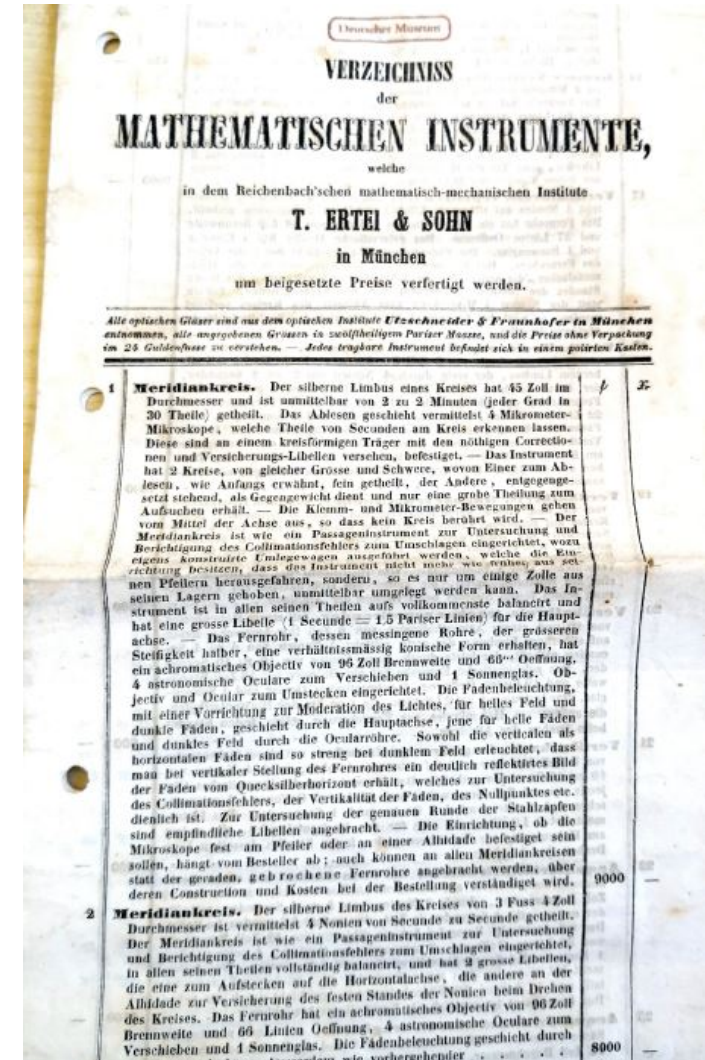 Deutsches Museum
VERZEICHNISS
der
MATHEMATISCHEN INSTRUMENTE,
welche
in dem Reichenbach'schen mathematisch-mechanischen Institute
T. ERTEL & SOHN
in München
um beigesetzte Preise verfertigt werden.
Alle optischen Gläser sind aus dem optischen Institute Utzschneider & Fraunhofer in München
entnommen, alle angegebenen Grossen in zwölftheiligem Pariser Maasse, und die Preise ohne Verpackung
im 24 Guldenfusse zu verstehen. — Jedes tragbare Instrument befindet sich in einem polirten Kasten.
1 Meridiankreis. Der silberne Limbus eines Kreises hat 45 Zoll im
Durchmesser und ist unmittelbar von 2 zu 2 Minuten (jeder Grad in
30 Theile) getheilt. Das Ablesen geschieht vermittelst 4 Mikrometer-
Mikroskope, welche Theile von Secunden am Kreis erkennen lassen.
Diese sind an einem kreisförmigen Träger mit den nöthigen Correctio-
nen und Versicherungs-Libellen versehen, befestiget. — Das Instrument
hat 2 Kreise, von gleicher Grösse und Schwere, wovon Einer zum Ab-
lesen, wie Anfangs erwähnt, fein getheilt, der Andere, entgegenge-
setzt stehend, als Gegengewicht dient und nur eine grobe Theilung zum
Aufsuchen erhält. — Die Klemm- und Mikrometer-Bewegungen gehen
vom Mittel der Achse aus, so dass kein Kreis berührt wird. — Der
Meridiankreis ist wie ein Passageninstrument zur Untersuchung und
Berichtigung des Collimationsfehlers zum Umschlagen eingerichtet, wozu
eigens konstruirte Umlegewagen ausgeführt werden, welche die Ein-
richtung besitzen, dass das Instrument nicht mehr wie früher, aus sei-
nen Pfeilern herausgefahren, sondern, so es nur um einige Zolle aus
seinen Lagern gehoben, unmittelbar umgelegt werden kann. Das In-
strument ist in allen seinen Theilen aufs vollkommenste balancirt und
hat eine grosse Libelle (1 Secunde = 1,5 Pariser Linien) für die Haupt-
achse. — Das Fernrohr, dessen messingene Rohre, der grösseren
Steifigkeit halber, eine verhältnissmässig konische Form erhalten, hat
ein achromatisches Objectiv von 96 Zoll Brennweite und 66''' Oeffnung,
4 astronomische Oculare zum Verschieben und 1 Sonnenglas. Ob-
jectiv und Ocular zum Umstecken eingerichtet. Die Fadenbeleuchtung,
mit einer Vorrichtung zur Moderation des Lichtes, für helles Feld und
dunkle Fäden, geschieht durch die Hauptachse, jene für helle Fäden
und dunkles Feld durch die Ocularröhre. Sowohl die verticalen als
horizontalen Fäden sind so streng bei dunklem Feld erleuchtet, dass
man bei vertikaler Stellung des Fernrohres ein deutlich reflektirtes Bild
der Fäden vom Quecksilberhorizont erhält, welches zur Untersuchung
des Collimationsfehlers, der Vertikalität der Fäden, des Nullpunktes etc.
dienlich ist. Zur Untersuchung der genauen Runde der Stahlzapfen
sind empfindliche Libellen angebracht. — Die Einrichtung, ob die
Mikroskope fest am Pfeiler oder an einer Alhidade befestiget sein
sollen, hängt vom Besteller ab; auch können an allen Meridiankreisen
statt der geraden, gebrochene Fernrohre angebracht werden, über
deren Construction und Kosten bei der Bestellung verständiget wird. 9000 —
2 Meridiankreis. Der silberne Limbus des Kreises von 3 Fuss 4 Zoll
Durchmesser ist vermittelst 4 Nonien von Secunde zu Secunde getheilt.
Der Meridiankreis ist wie ein Passageninstrument zur Untersuchung
und Berichtigung des Collimationsfehlers zum Umschlagen eingerichtet,
in allen seinen Theilen vollständig balancirt, und hat 2 grosse Libellen,
die eine zum Aufstecken auf die Horizontalachse, die andere an der
Alhidade zur Versicherung des festen Standes der Nonien beim Drehen
des Kreises. Das Fernrohr hat ein achromatisches Objectiv von 96 Zoll
Brennweite und 66 Linien Oeffnung, 4 astronomische Oculare zum
Verschieben und 1 Sonnenglas. Die Fadenbeleuchtung geschieht durch
wie vorhergehender . . . . . 8000 —